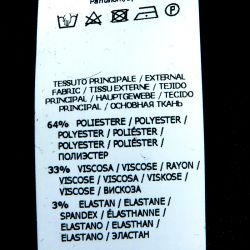 TESSUTO PRINCIPALE / EXTERNAL
FABRIC / TISSU EXTERNE / TEJIDO
PRINCIPAL / HAUPTGEWEBE / TECIDO
PRINCIPAL / ОСНОВНАЯ ТКАНЬ
64% POLIESTERE / POLYESTER /
POLYESTER / POLIÉSTER /
POLYESTER / POLIÉSTER /
ПОЛИЭСТЕР
33% VISCOSA / VISCOSE / RAYON /
VISCOSE / VISCOSA / VISKOSE /
VISCOSE / ВИСКОЗА
3% ELASTAN / ELASTANE /
SPANDEX / ÉLASTHANNE /
ELASTANO / ELASTHAN /
ELASTANO / ЭЛАСТАН